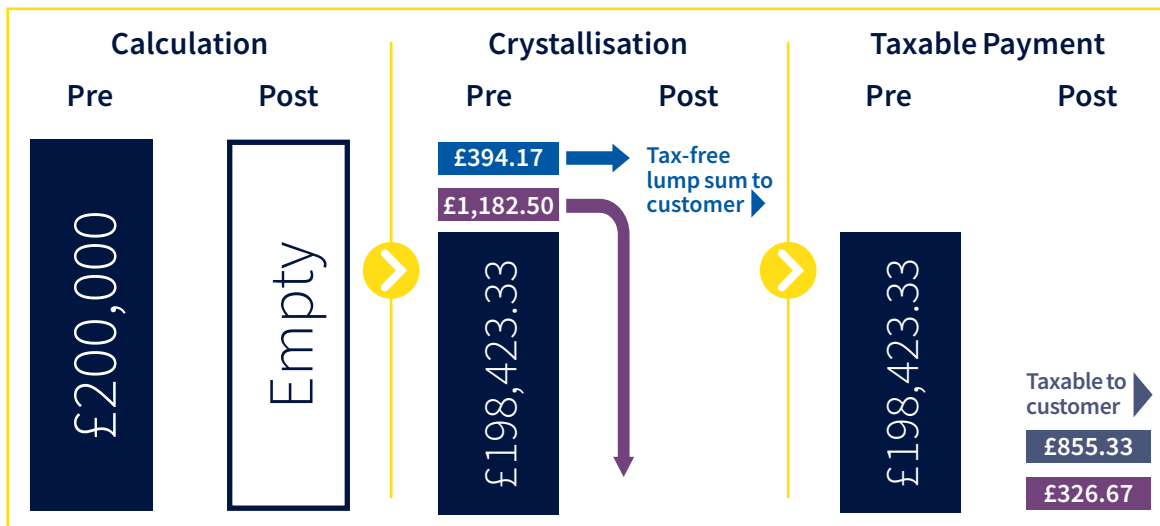 Calculation
Pre
Post
£200,000
Empty
Crystallisation
Pre
Post
£394.17
£1,182.50
£198,423.33
Tax-free
lump sum to
customer
Taxable Payment
Pre
Post
£198,423.33
Taxable to
customer
£855.33
£326.67